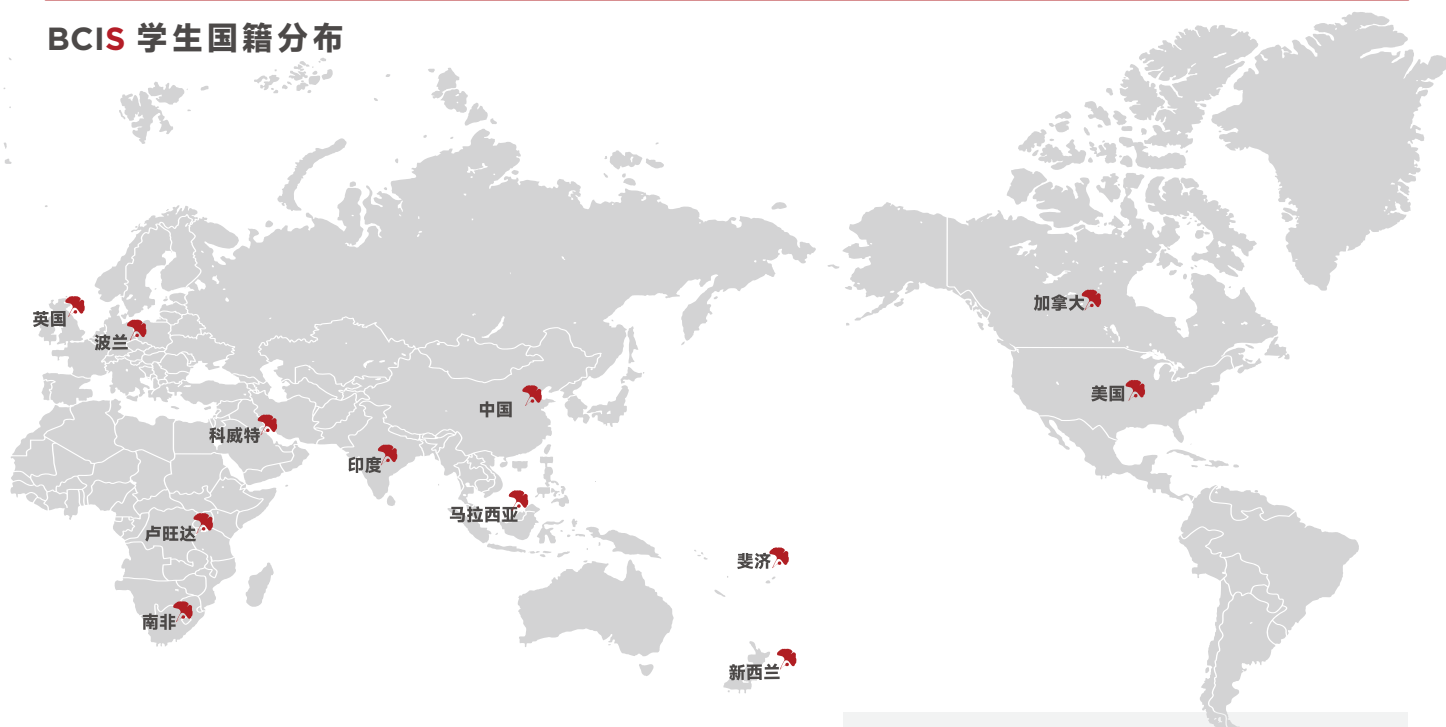 BCIS 学生国籍分布
加拿大
英国
波兰
美国
中国
科威特
印度
马拉西亚
卢旺达
斐济
南非
新西兰